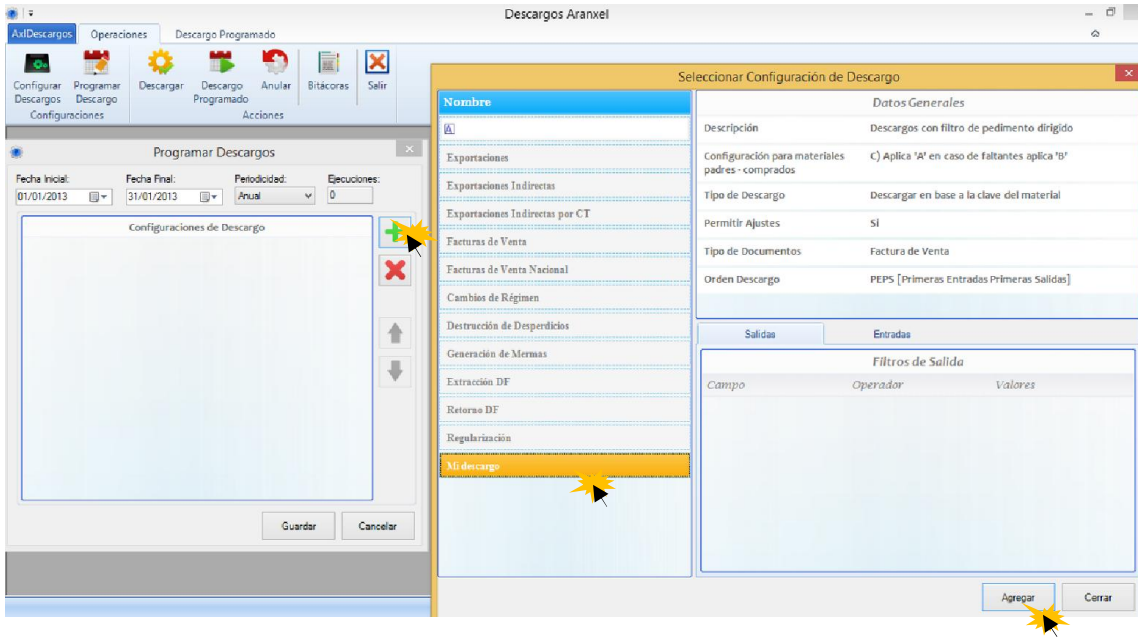 Descargos Aranxel
AxlDescargos Operaciones Descargo Programado
Configurar Descargos
Programar Descargo
Descargar
Descargo Programado
Anular
Bitácoras
Salir
Configuraciones
Acciones
Programar Descargos
Fecha Inicial: Fecha Final: Periodicidad: Ejecuciones:
01/01/2013 31/01/2013 Anual 0
Configuraciones de Descargo
Guardar Cancelar
Seleccionar Configuración de Descargo
Nombre
A
Exportaciones
Exportaciones Indirectas
Exportaciones Indirectas por CT
Facturas de Venta
Facturas de Venta Nacional
Cambios de Régimen
Destrucción de Desperdicios
Generación de Mermas
Extracción DF
Retorno DF
Regularización
Mi descargo
Datos Generales
Descripción Descargos con filtro de pedimento dirigido
Configuración para materiales padres - comprados C) Aplica 'A' en caso de faltantes aplica 'B'
Tipo de Descargo Descargar en base a la clave del material
Permitir Ajustes Sí
Tipo de Documentos Factura de Venta
Orden Descargo PEPS [Primeras Entradas Primeras Salidas]
Salidas Entradas
Filtros de Salida
Campo Operador Valores
Agregar Cerrar